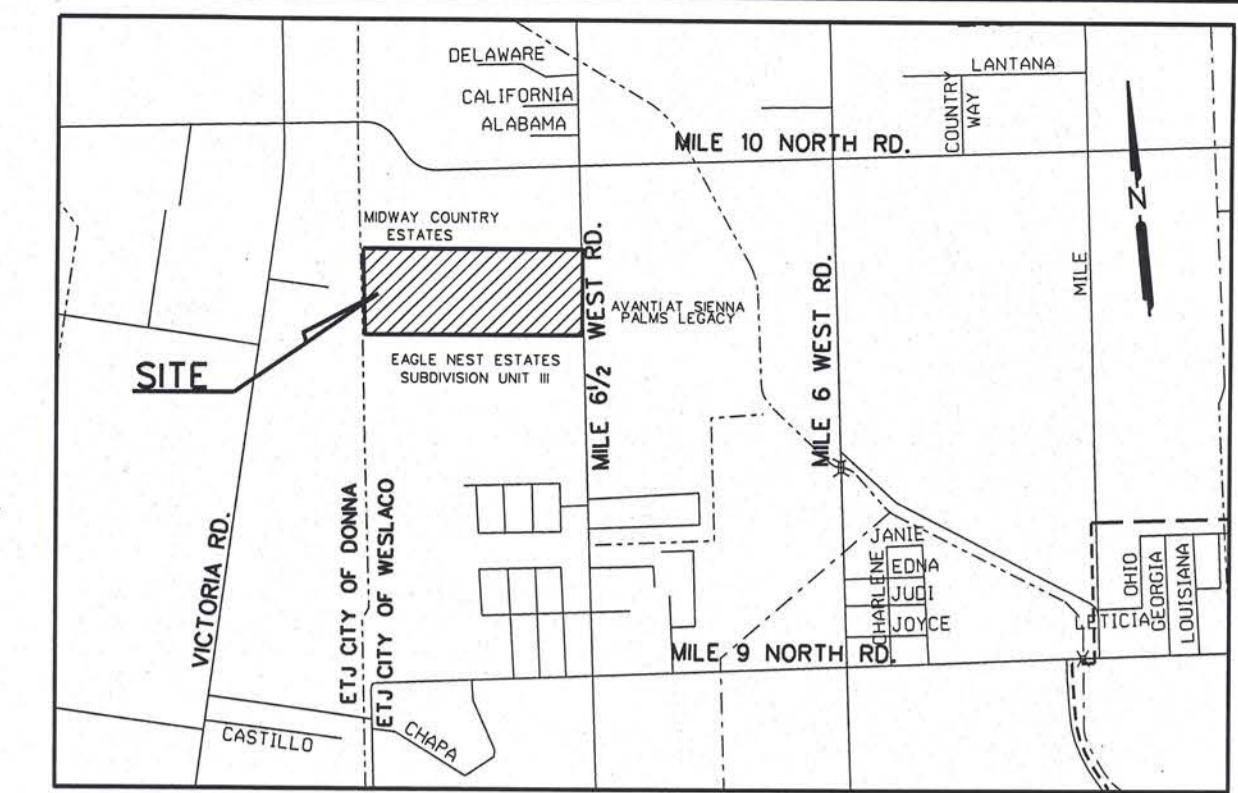 DELAWARE
CALIFORNIA
ALABAMA
MILE 10 NORTH RD.
COUNTRY
WAY
LANTANA
N
MIDWAY COUNTRY
ESTATES
SITE
EAGLE NEST ESTATES
SUBDIVISION UNIT III
MILE 6½ WEST RD.
AVANTIAT SIENNA
PALMS LEGACY
MILE 6 WEST RD.
MILE
VICTORIA RD.
ETJ CITY OF DONNA
ETJ CITY OF WESLACO
JANIE
EDNA
JUDI
JOYCE
CHARLENE
MILE 9 NORTH RD.
LETICIA
OHIO
GEORGIA
LOUISIANA
CASTILLO
CHAPA